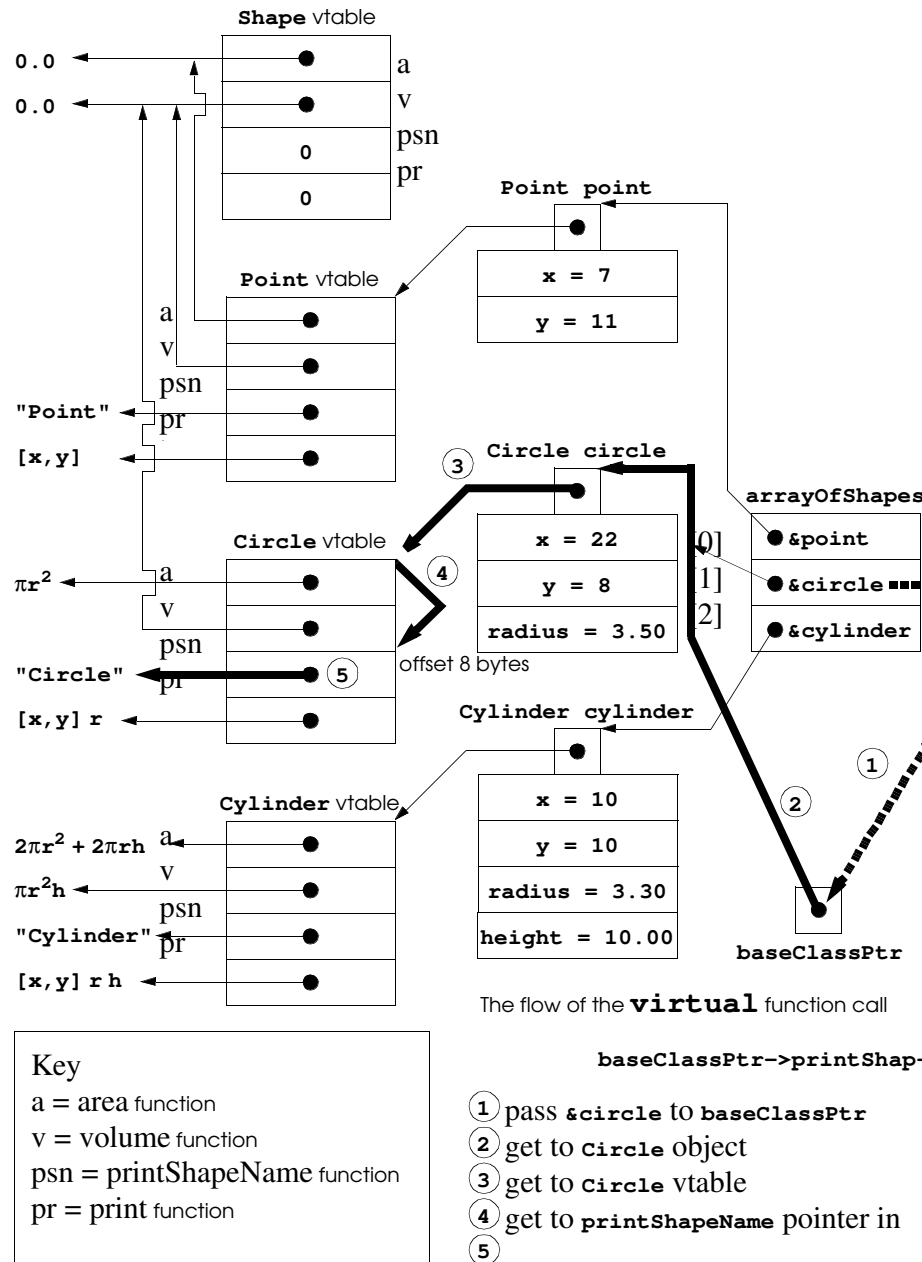 Shape vtable
0.0
a
0.0
v
0
psn
0
pr
Point point
x = 7
y = 11
Point vtable
a
v
psn
"Point"
pr
[x,y]
Circle circle
3
arrayOfShapes
x = 22
[0]
&point
Circle vtable
4
πr²
a
y = 8
[1]
&circle
v
radius = 3.50
[2]
&cylinder
psn
offset 8 bytes
"Circle"
pr
5
[x,y] r
Cylinder cylinder
1
2
Cylinder vtable
x = 10
2πr² + 2πrh
a
y = 10
v
πr²h
radius = 3.30
psn
"Cylinder"
pr
height = 10.00
baseClassPtr
[x,y] r h
The flow of the virtual function call
baseClassPtr->printShap-
Key
a = area function
v = volume function
psn = printShapeName function
pr = print function
1 pass &circle to baseClassPtr
2 get to Circle object
3 get to Circle vtable
4 get to printShapeName pointer in
5